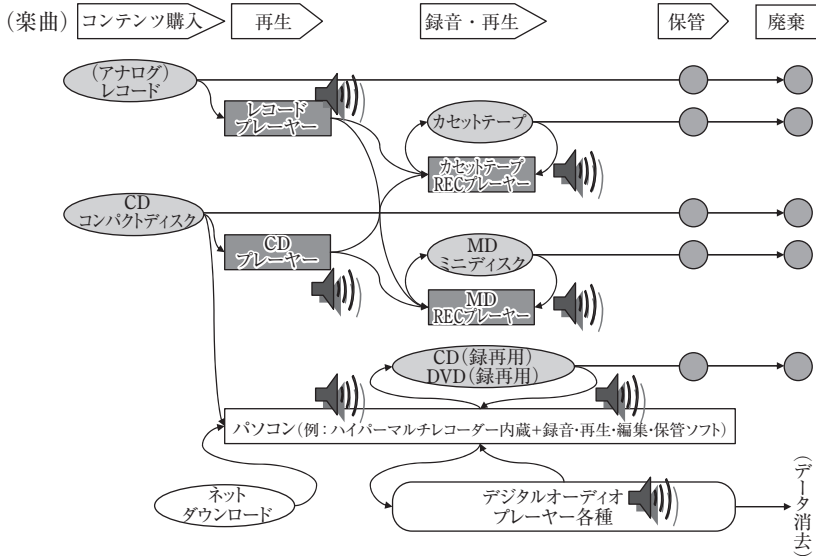 (楽曲) コンテンツ購入 再生 録音・再生 保管 廃棄
(アナログ)
レコード
レコード
プレーヤー
カセットテープ
カセットテープ
RECプレーヤー
CD
コンパクトディスク
CD
プレーヤー
MD
ミニディスク
MD
RECプレーヤー
CD(録再用)
DVD(録再用)
パソコン(例:ハイパーマルチレコーダー内蔵+録音・再生・編集・保管ソフト)
ネット
ダウンロード
デジタルオーディオ
プレーヤー各種
(データ消去)